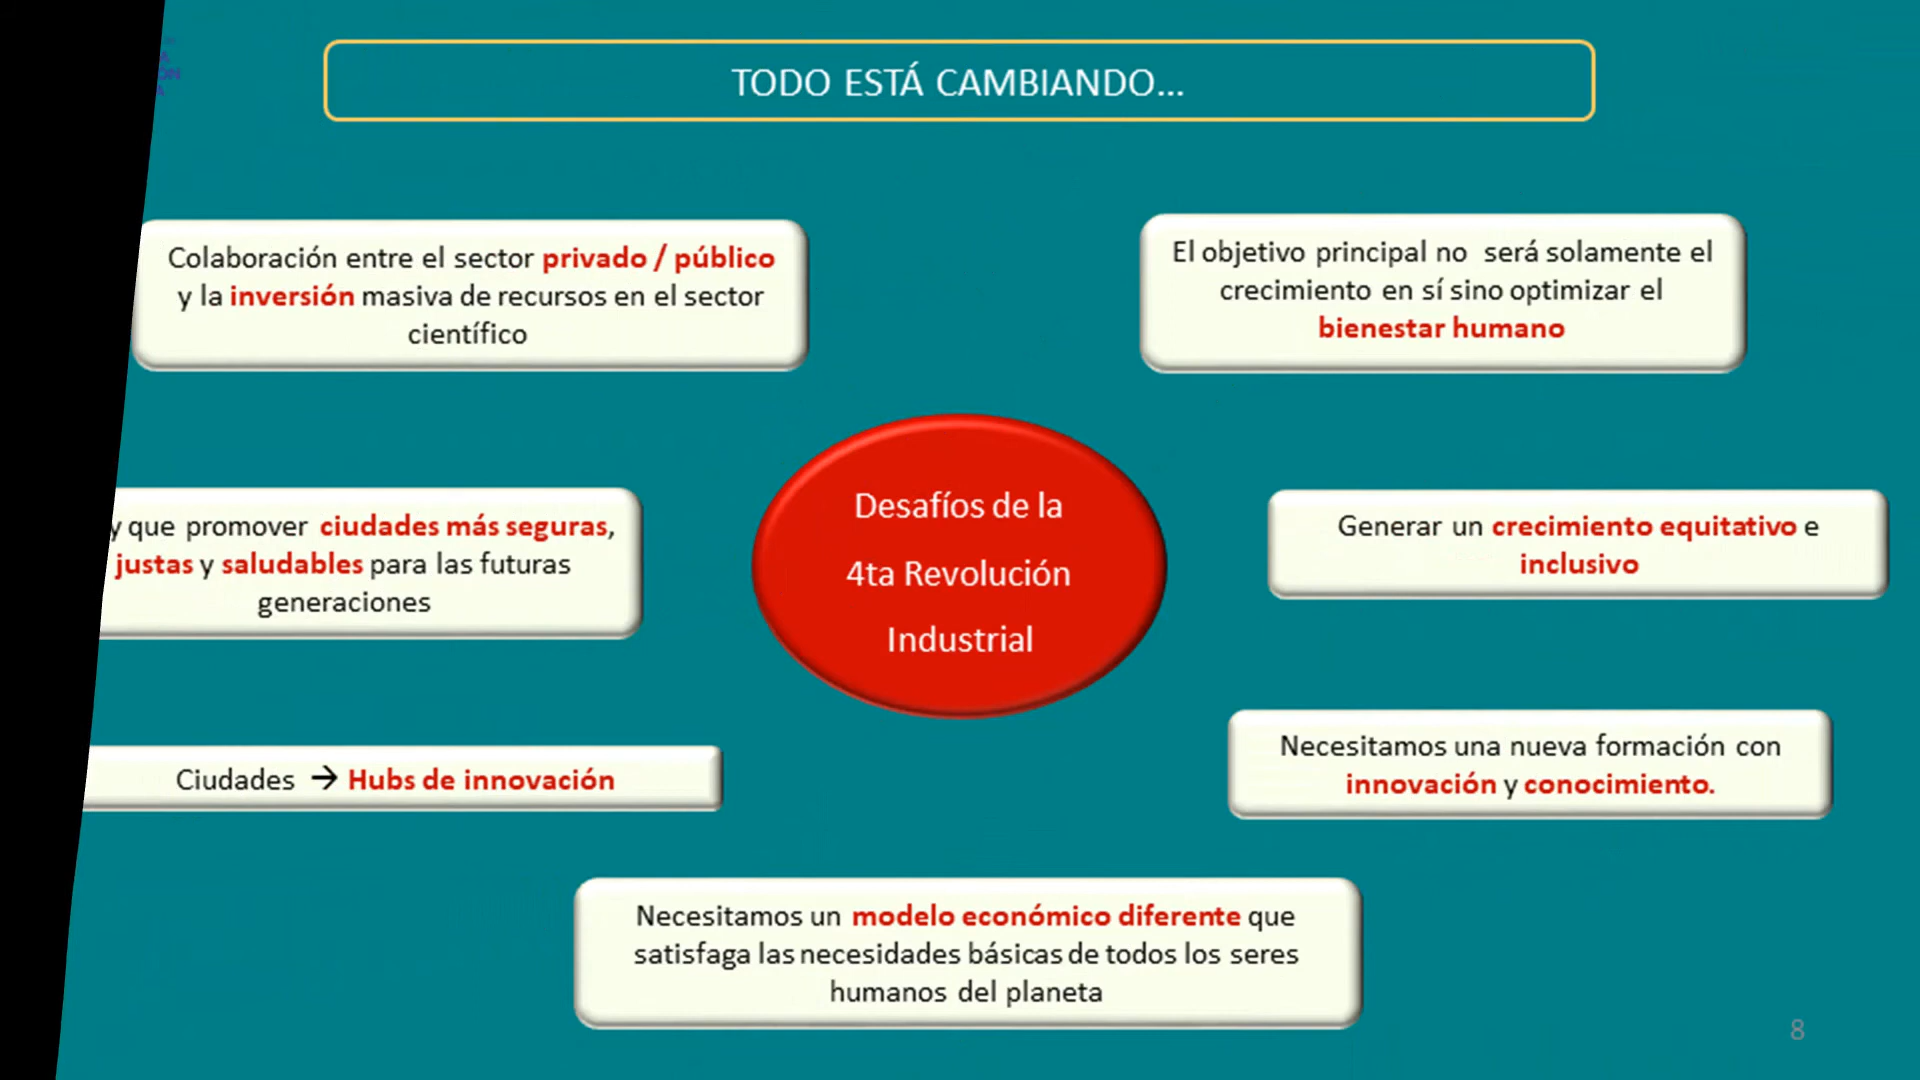 TODO ESTÁ CAMBIANDO...
Colaboración entre el sector privado / público
y la inversión masiva de recursos en el sector
científico
El objetivo principal no será solamente el
crecimiento en sí sino optimizar el
bienestar humano
y que promover ciudades más seguras,
justas y saludables para las futuras
generaciones
Desafíos de la
4ta Revolución
Industrial
Generar un crecimiento equitativo e
inclusivo
Ciudades → Hubs de innovación
Necesitamos una nueva formación con
innovación y conocimiento.
Necesitamos un modelo económico diferente que
satisfaga las necesidades básicas de todos los seres
humanos del planeta
8